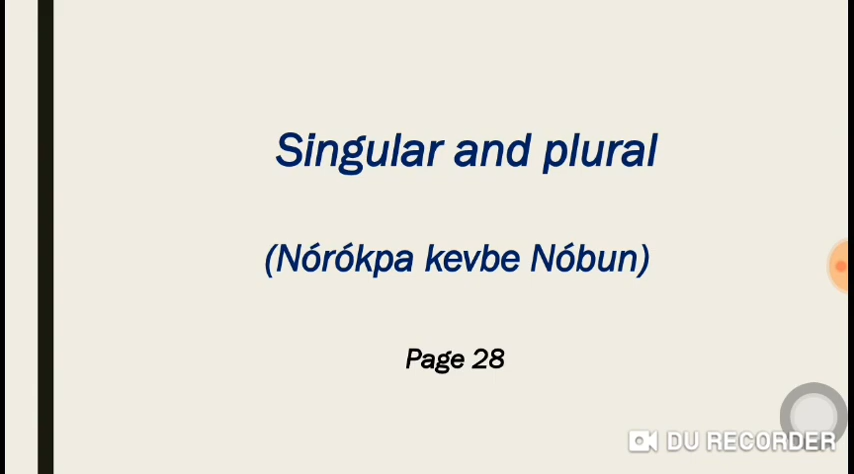 Singular and plural
(Nórókpa kevbe Nóbun)
Page 28
DU RECORDER